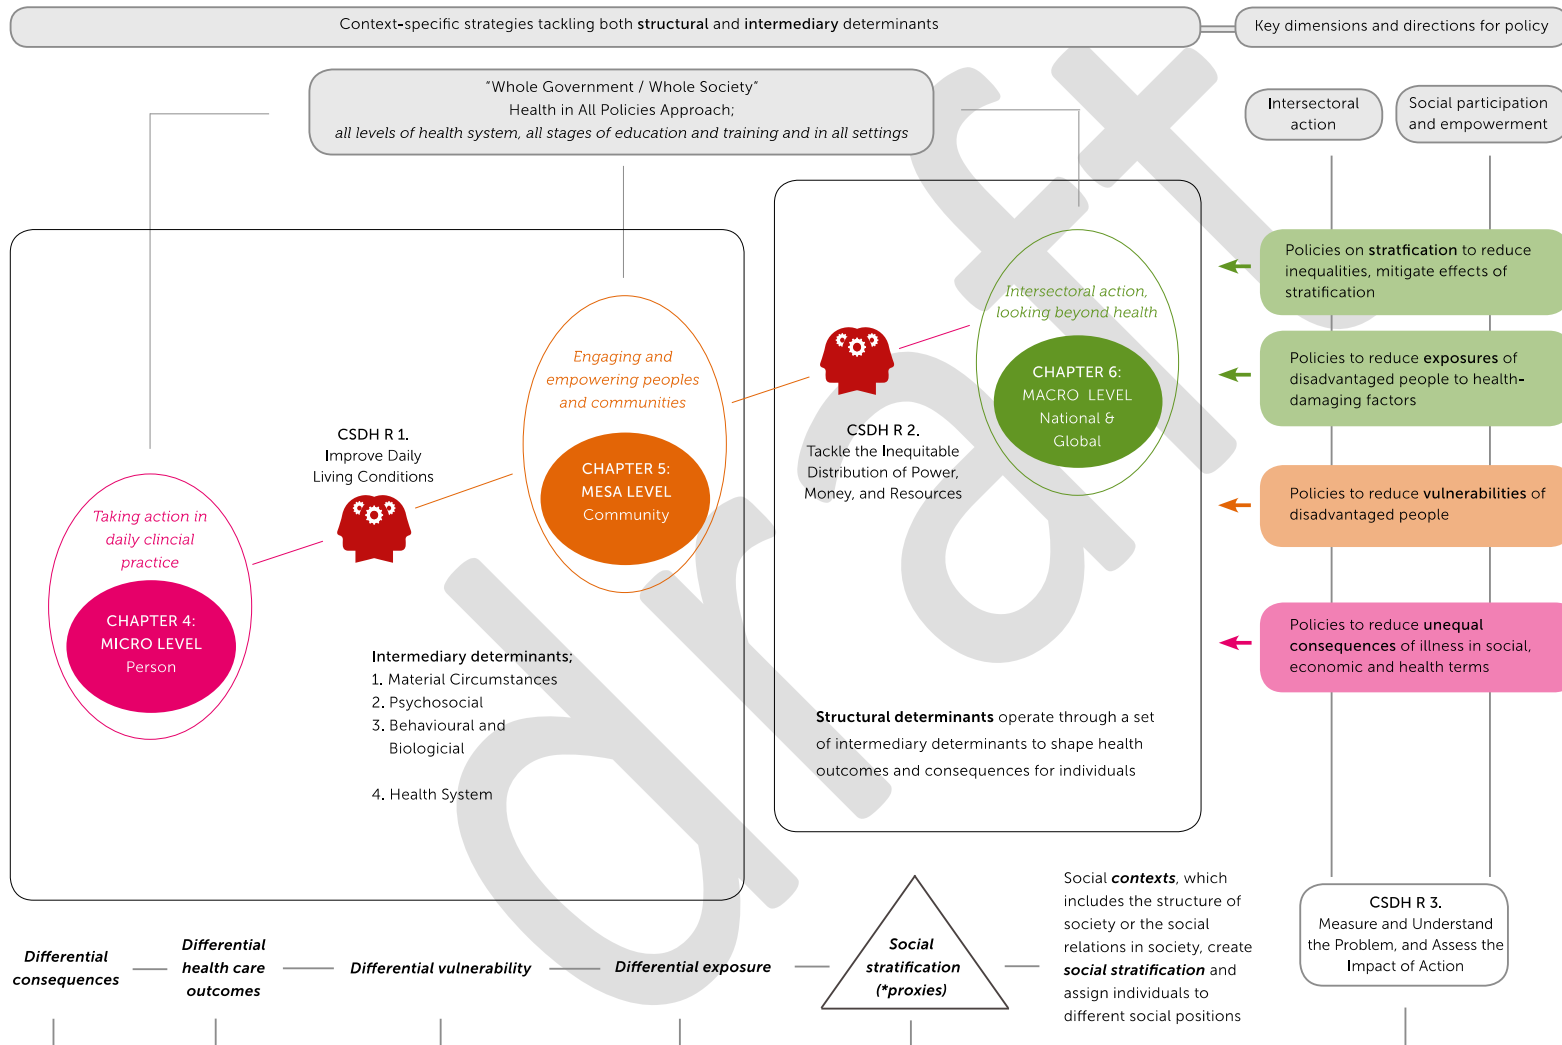 Context-specific strategies tackling both structural and intermediary determinants
Key dimensions and directions for policy
"Whole Government / Whole Society"
Health in All Policies Approach;
all levels of health system, all stages of education and training and in all settings
Intersectoral
action
Social participation
and empowerment
Taking action in
daily clincial
practice
CHAPTER 4:
MICRO LEVEL
Person
CSDH R 1.
Improve Daily
Living Conditions
Engaging and
empowering peoples
and communities
CHAPTER 5:
MESA LEVEL
Community
Intermediary determinants;
1. Material Circumstances
2. Psychosocial
3. Behavioural and
Biologicial
4. Health System
CSDH R 2.
Tackle the Inequitable
Distribution of Power,
Money, and Resources
Intersectoral action,
looking beyond health
CHAPTER 6:
MACRO LEVEL
National &
Global
Structural determinants operate through a set
of intermediary determinants to shape health
outcomes and consequences for individuals
Policies on stratfication to reduce
inequalities, mitigate effects of
stratification
Policies to reduce exposures of
disadvantaged people to health-
damaging factors
Policies to reduce vulnerabilities of
disadvantaged people
Policies to reduce unequal
consequences of illness in social,
economic and health terms
Differential
consequences
Differential
health care
outcomes
Differential vulnerability
Differential exposure
Social
stratification
(*proxies)
Social contexts, which
includes the structure of
society or the social
relations in society, create
social stratification and
assign individuals to
different social positions
CSDH R 3.
Measure and Understand
the Problem, and Assess the
Impact of Action
draft